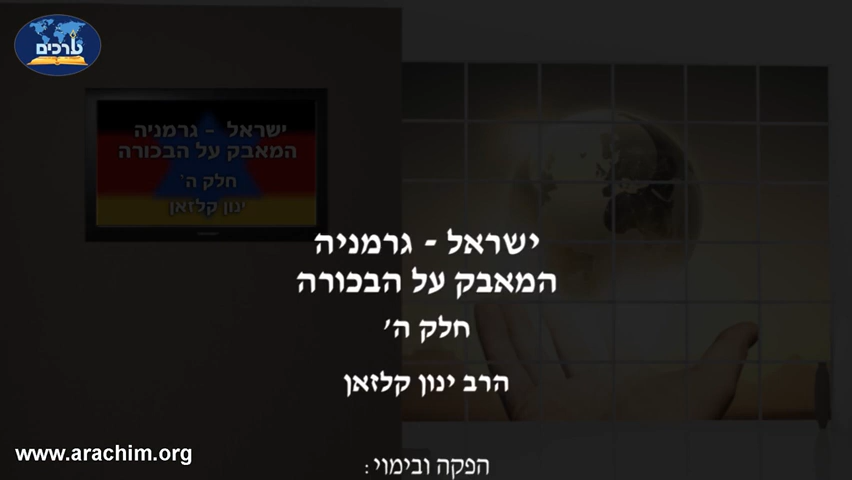 ערכים
ישראל - גרמניה
המאבק על הבכורה
חלק ה'
ינון קלזאן
ישראל - גרמניה
המאבק על הבכורה
חלק ה'
הרב ינון קלזאן
הפקה ובימוי:
www.arachim.org